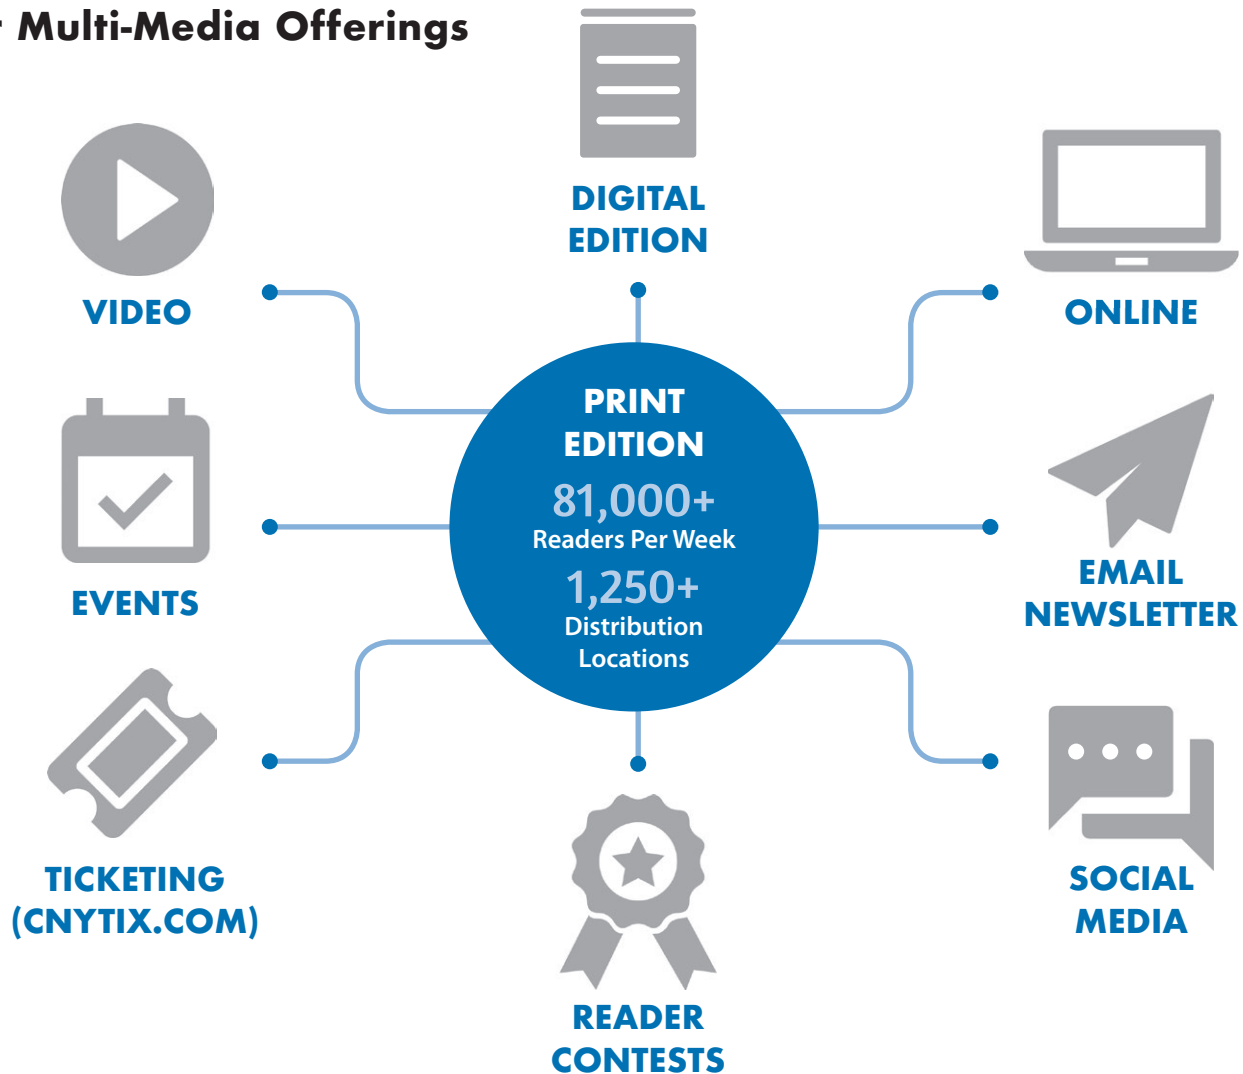 Multi-Media Offerings
DIGITAL
EDITION
VIDEO
ONLINE
PRINT
EDITION
81,000+
Readers Per Week
1,250+
Distribution
Locations
EVENTS
EMAIL
NEWSLETTER
TICKETING
(CNYTIX.COM)
SOCIAL
MEDIA
READER
CONTESTS